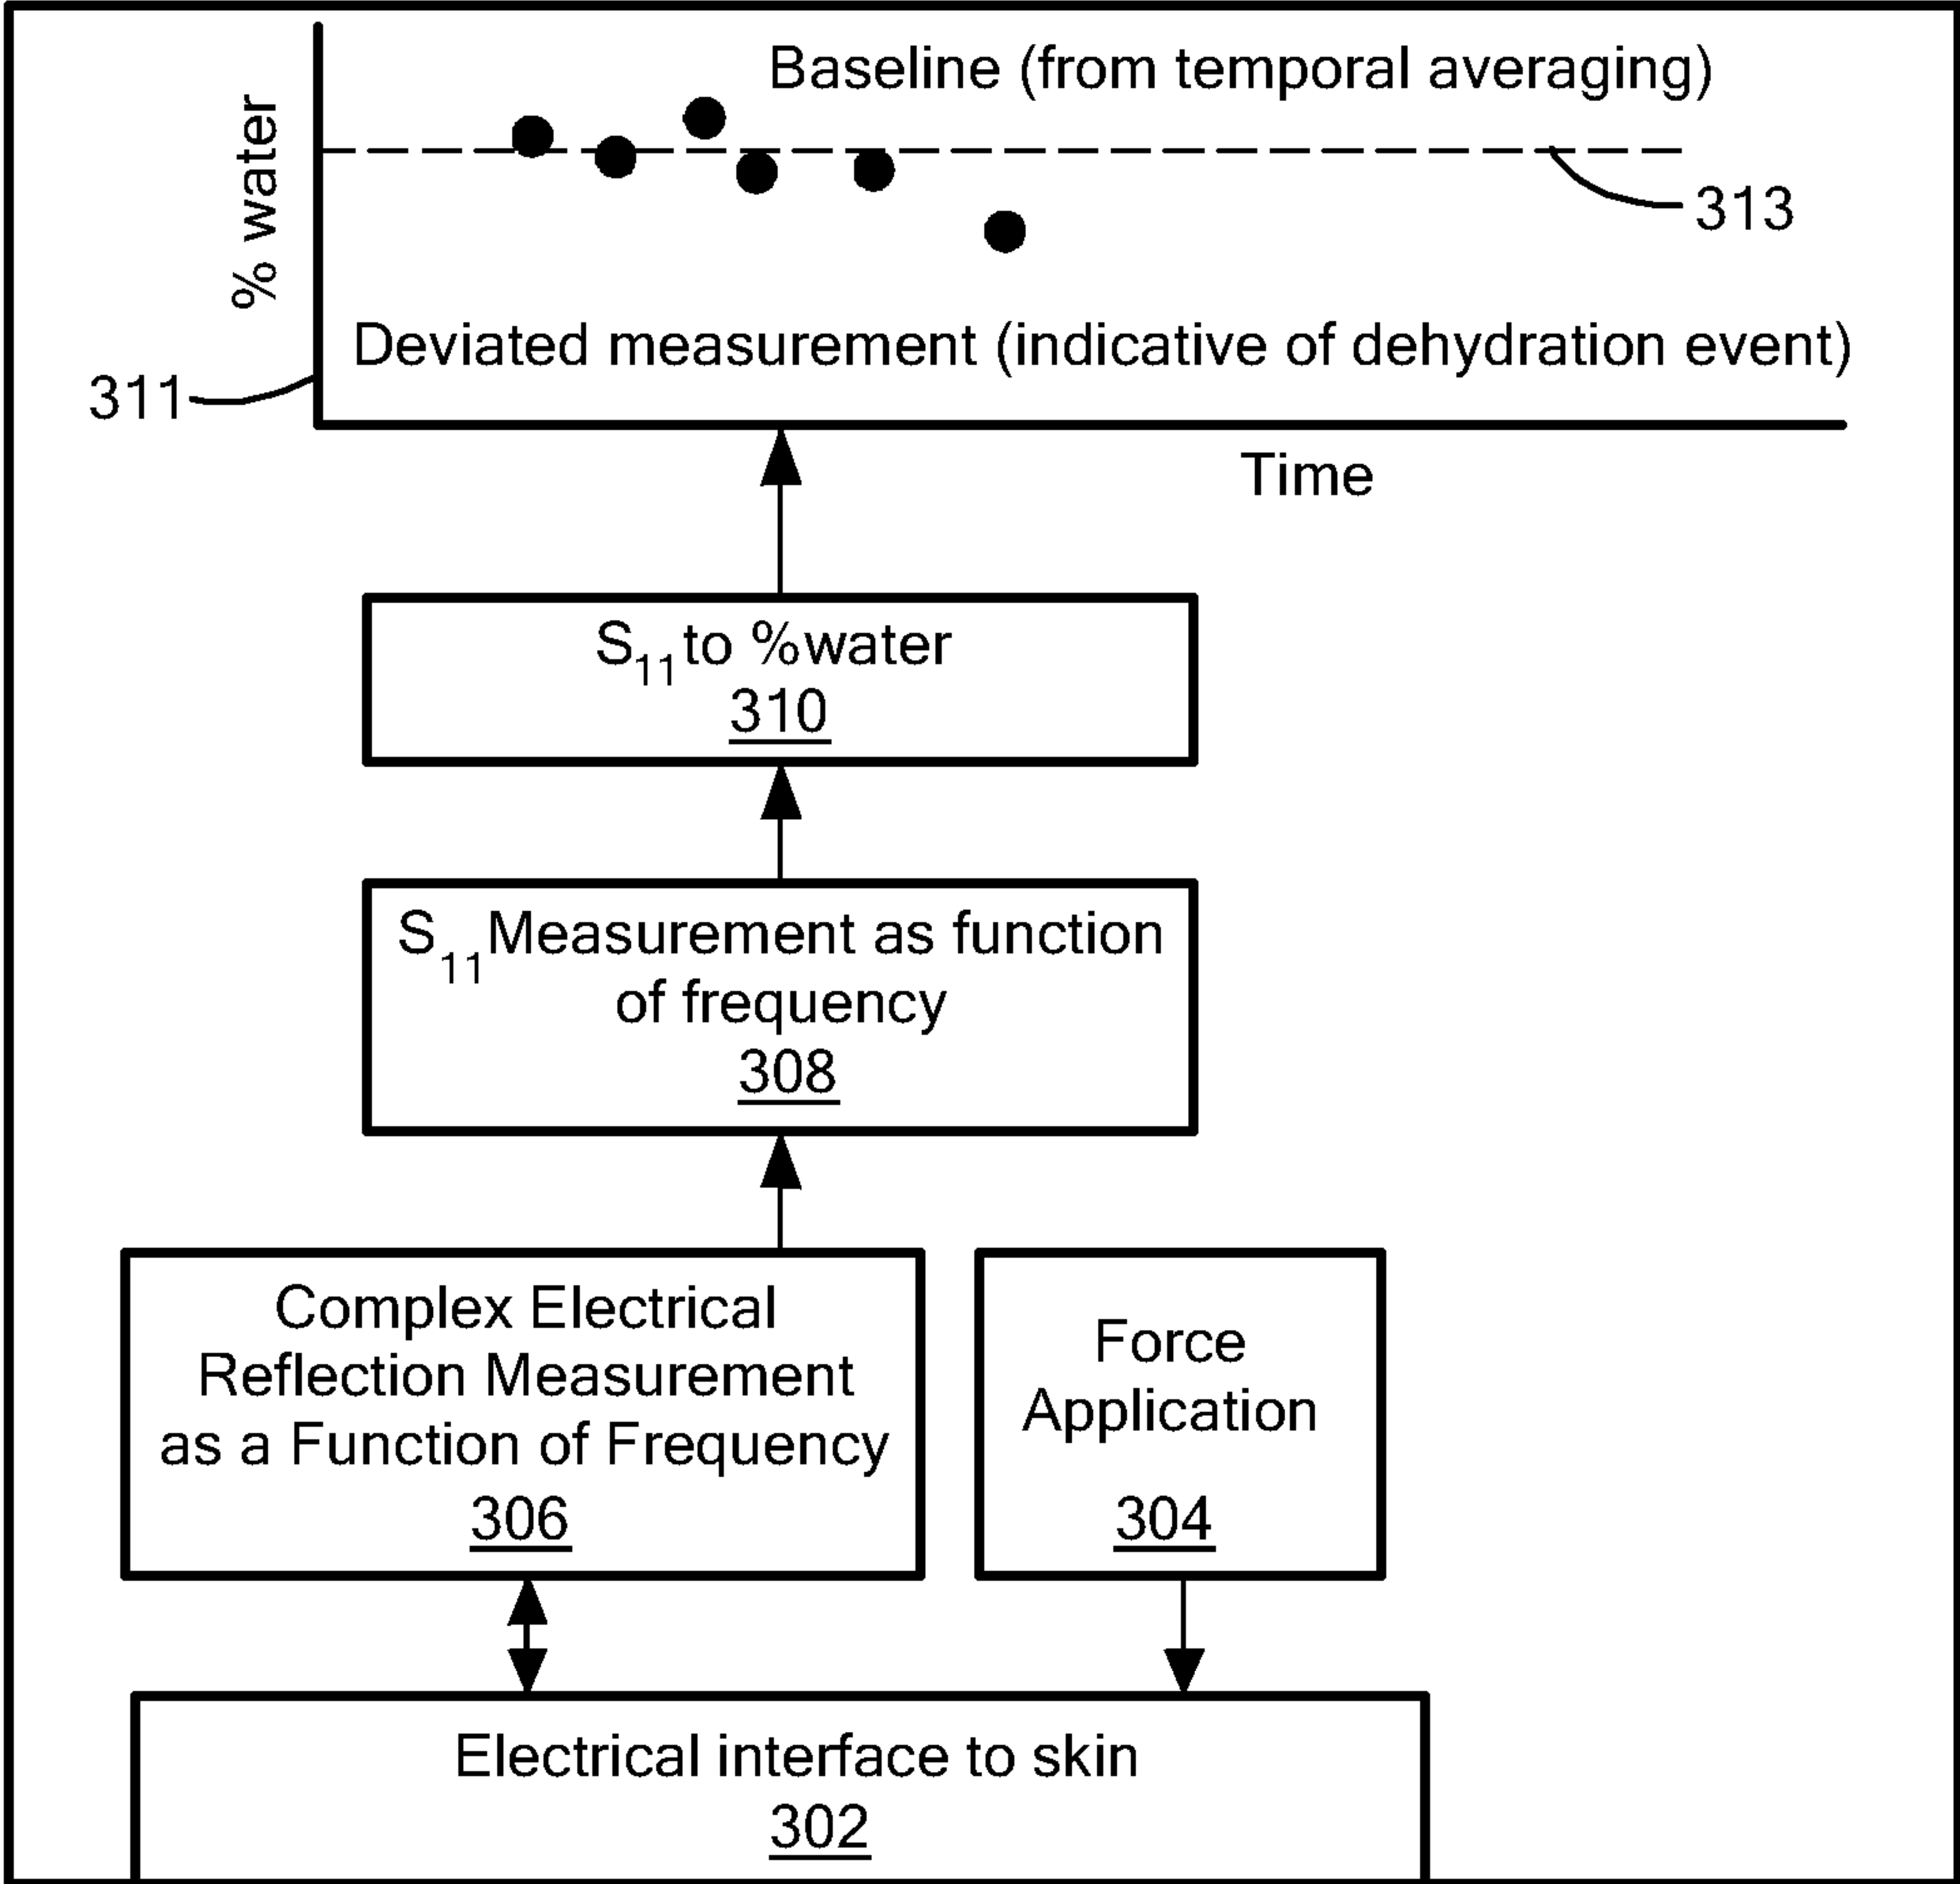 Baseline (from temporal averaging)
% water
313
Deviated measurement (indicative of dehydration event)
311
Time
S11 to %water
310
S11 Measurement as function
of frequency
308
Complex Electrical
Reflection Measurement
as a Function of Frequency
306
Force
Application
304
Electrical interface to skin
302